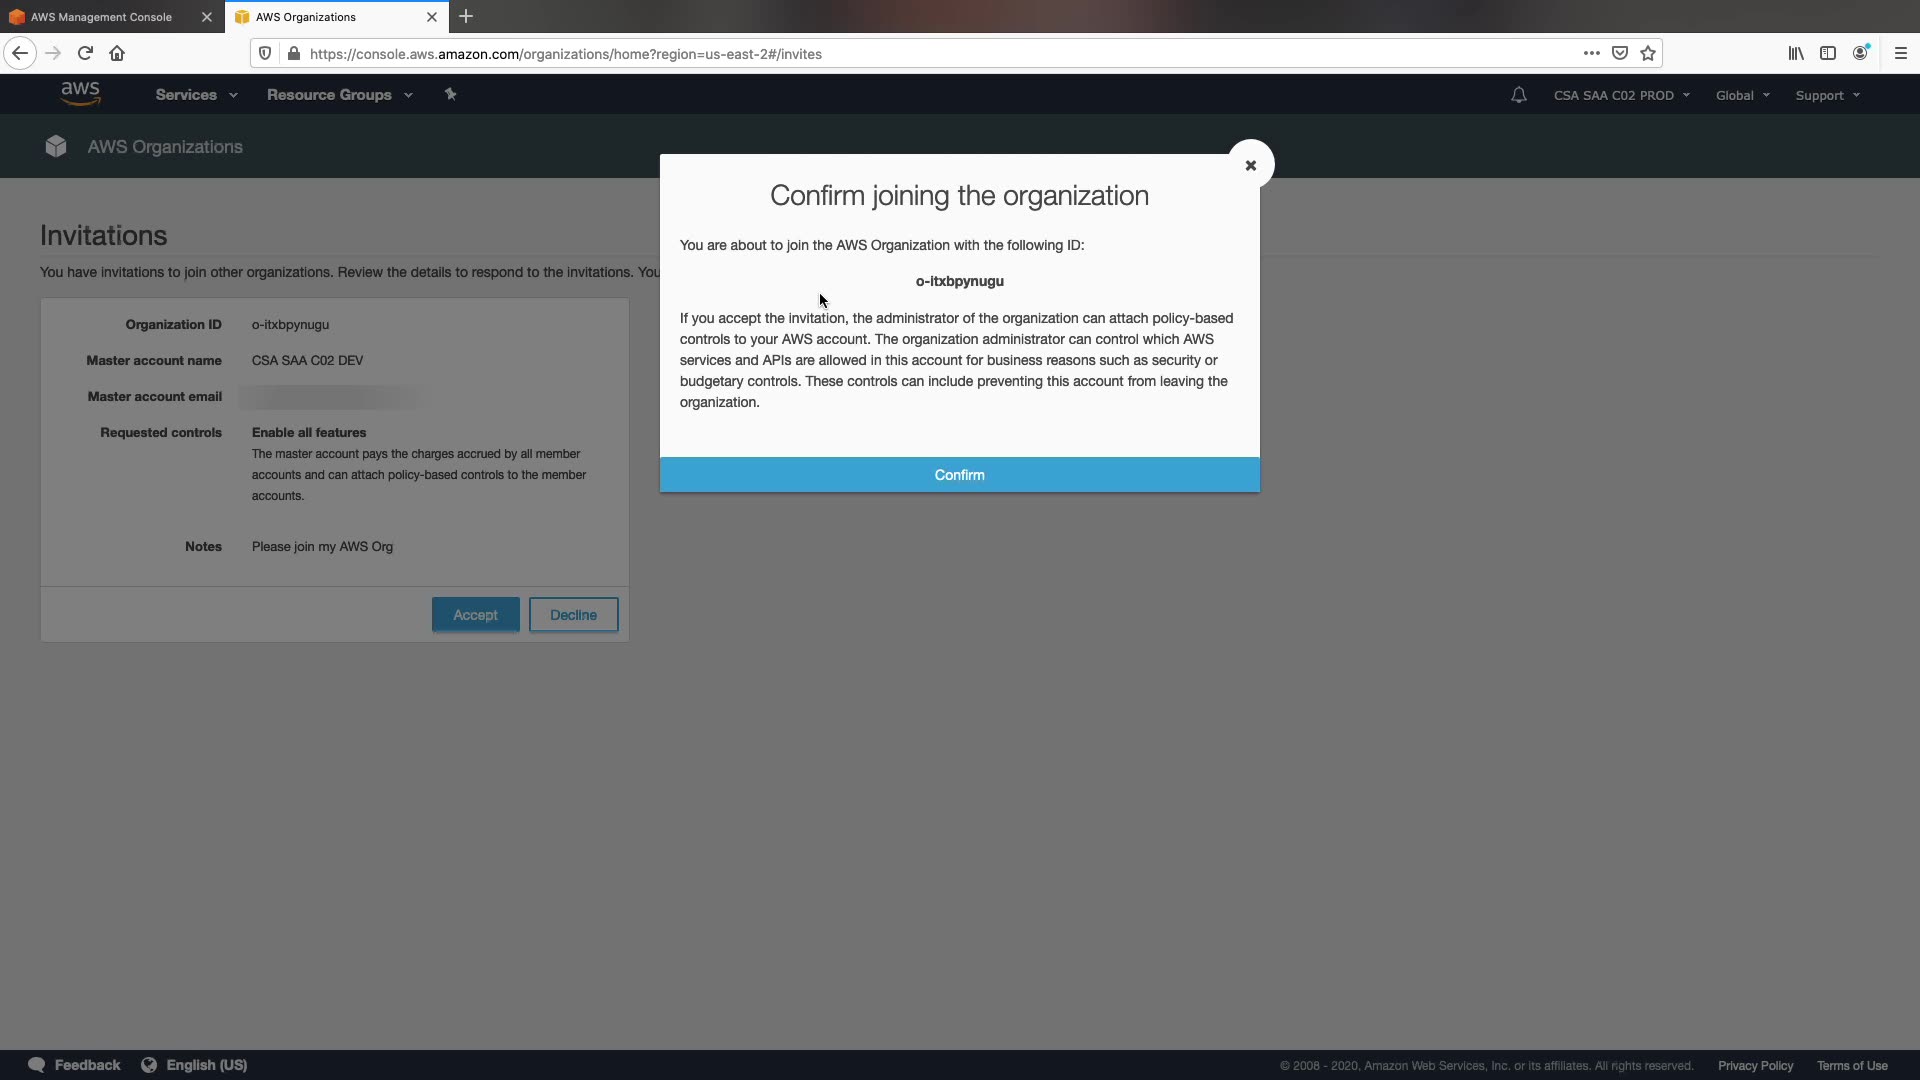 AWS Management Console
AWS Organizations
https://console.aws.amazon.com/organizations/home?region=us-east-2#/invites
aws
Services
Resource Groups
CSA SAA C02 PROD
Global
Support
AWS Organizations
Confirm joining the organization
You are about to join the AWS Organization with the following ID:
o-itxbpynugu
If you accept the invitation, the administrator of the organization can attach policy-based
controls to your AWS account. The organization administrator can control which AWS
services and APIs are allowed in this account for business reasons such as security or
budgetary controls. These controls can include preventing this account from leaving the
organization.
Confirm
Invitations
You have invitations to join other organizations. Review the details to respond to the invitations. You
Organization ID o-itxbpynugu
Master account name CSA SAA C02 DEV
Master account email
Requested controls Enable all features
The master account pays the charges accrued by all member
accounts and can attach policy-based controls to the member
accounts.
Notes Please join my AWS Org
Accept
Decline
Feedback
English (US)
© 2008 - 2020, Amazon Web Services, Inc. or its affiliates. All rights reserved.
Privacy Policy
Terms of Use